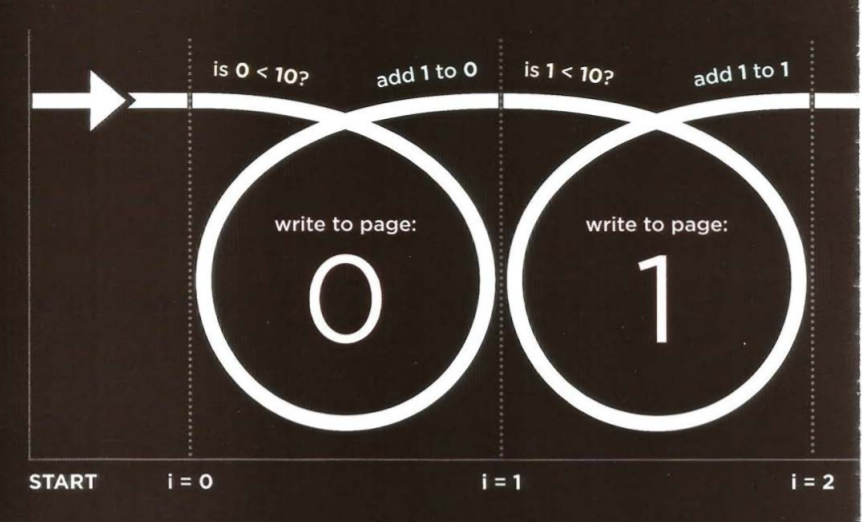 is 0 < 10?
add 1 to 0
is 1 < 10?
add 1 to 1
write to page:
0
write to page:
1
START
i = 0
i = 1
i = 2